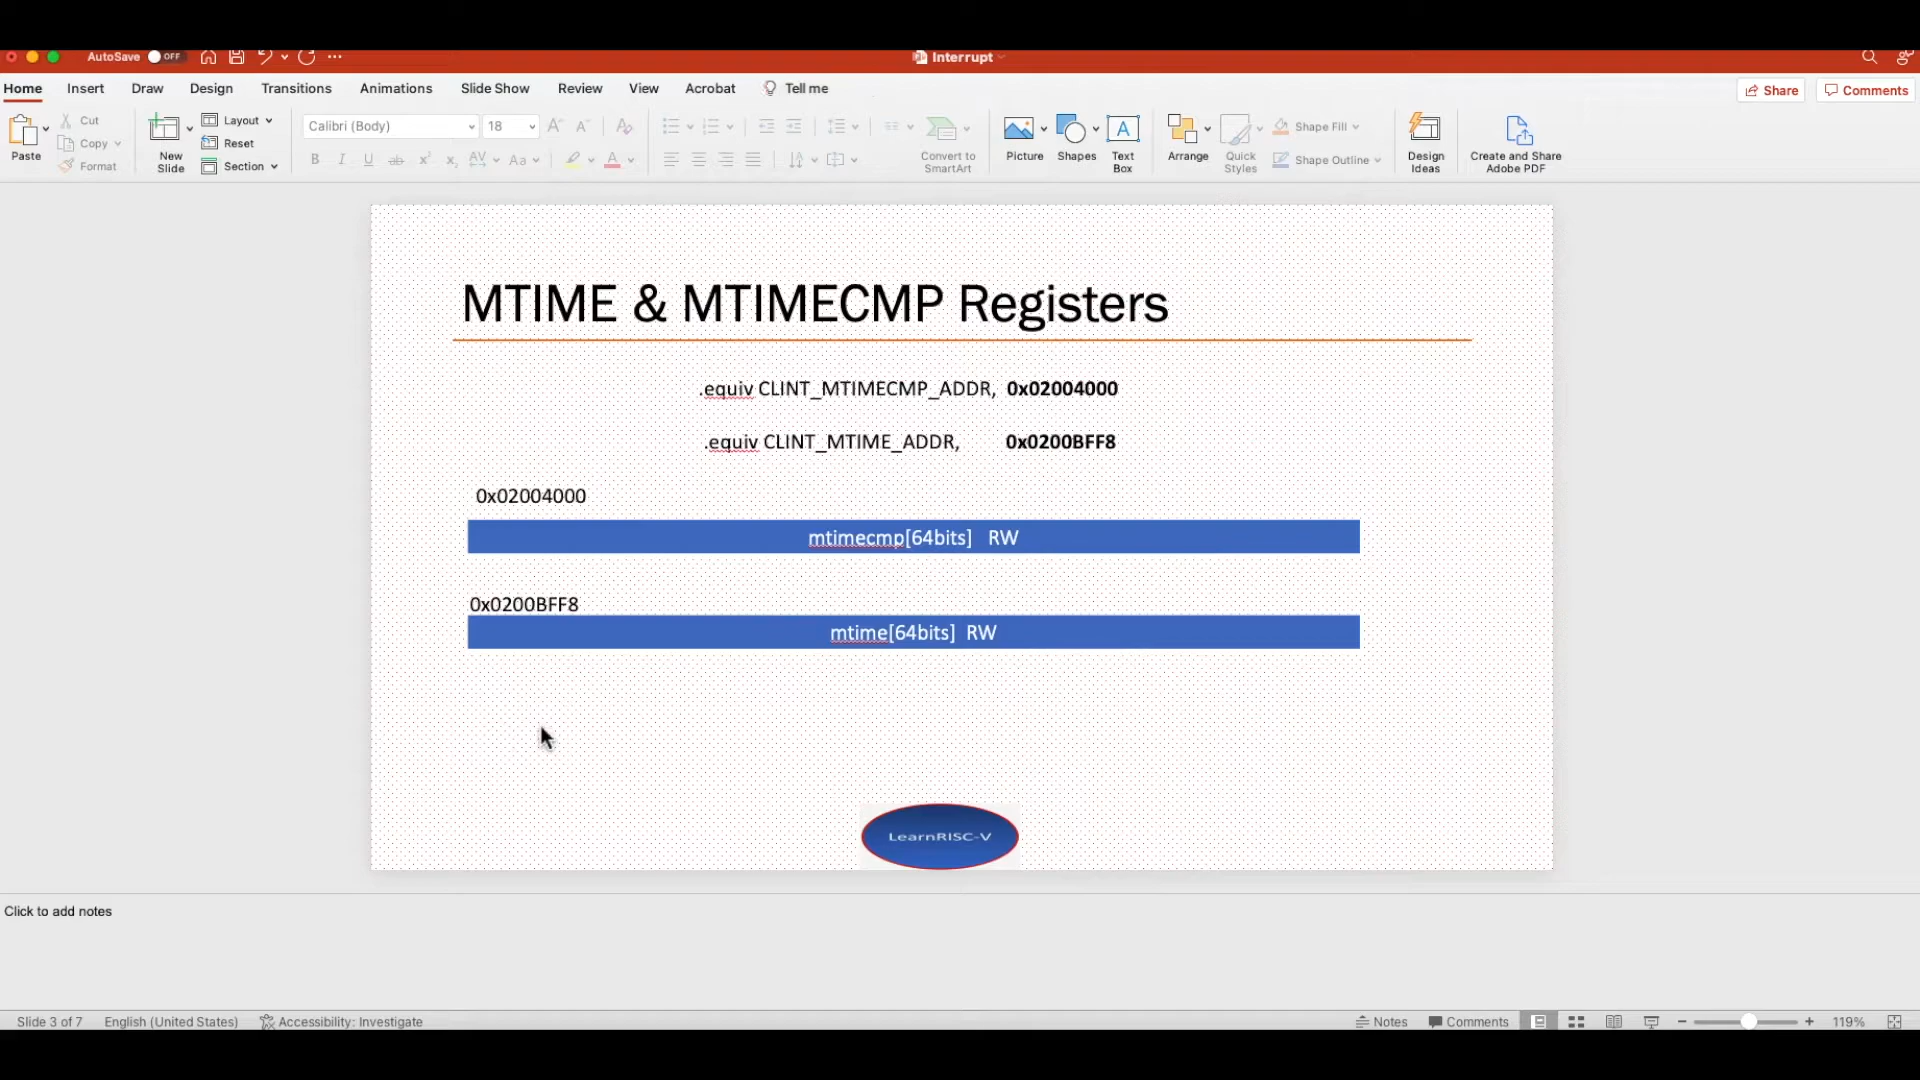 AutoSave OFF
Interrupt
Home Insert Draw Design Transitions Animations Slide Show Review View Acrobat Tell me
Share Comments
Paste
Cut
Copy
Format
New Slide
Layout
Reset
Section
Calibri (Body) 18
Convert to SmartArt
Picture
Shapes
Text Box
Arrange
Quick Styles
Shape Fill
Shape Outline
Design Ideas
Create and Share Adobe PDF
MTIME & MTIMECMP Registers
.equiv CLINT_MTIMECMP_ADDR, 0x02004000
.equiv CLINT_MTIME_ADDR, 0x0200BFF8
0x02004000
mtimecmp[64bits] RW
0x0200BFF8
mtime[64bits] RW
LearnRISC-V
Click to add notes
Slide 3 of 7 English (United States) Accessibility: Investigate
Notes Comments 119%